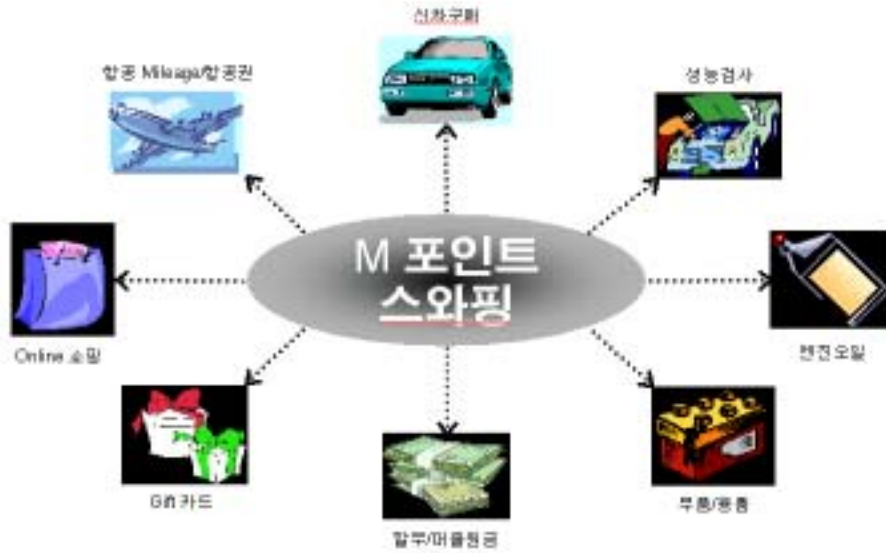 신차구매
항공 Mileage/항공권
성능검사
M 포인트
스와핑
Online 쇼핑
엔진오일
Gift 카드
부품/용품
할부/대출원금